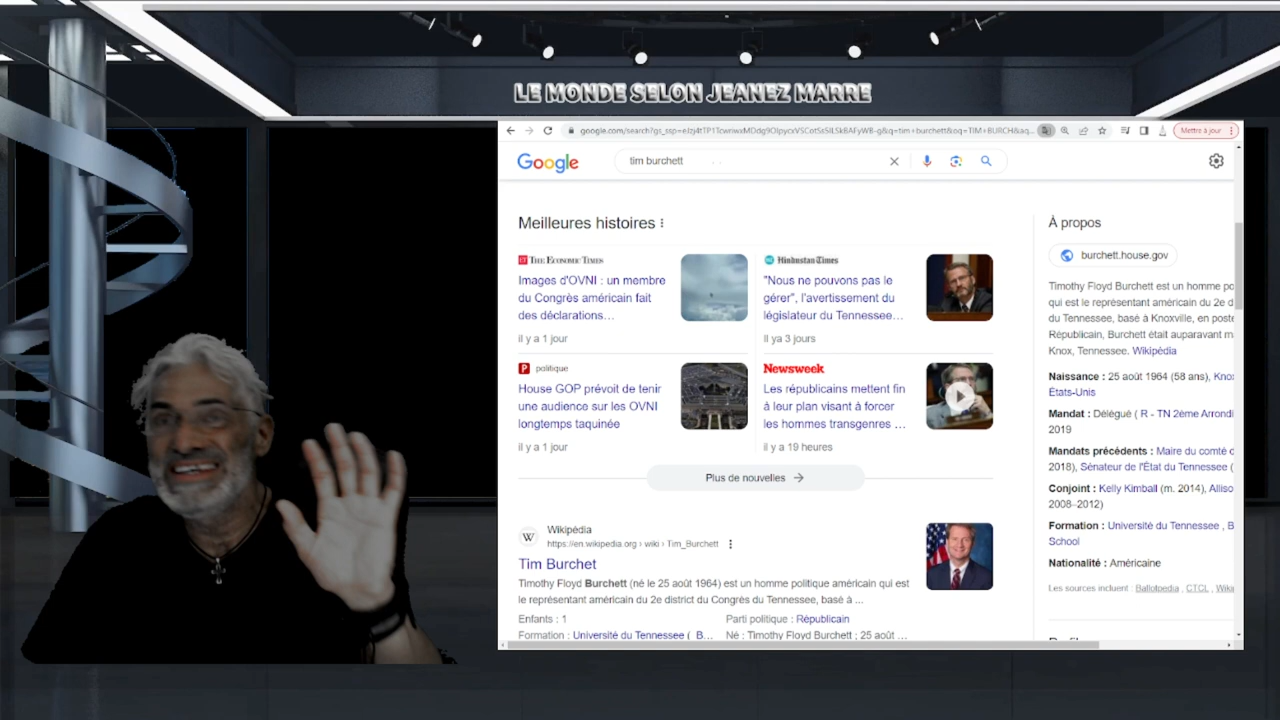 LE MONDE SELON JEANEZ MARRE
Mettre à jour
Google
tim burchett
Meilleures histoires
THE ECONOMIC TIMES
Images d'OVNI : un membre
du Congrès américain fait
des déclarations…
il y a 1 jour
Hindustan Times
"Nous ne pouvons pas le
gérer", l'avertissement du
législateur du Tennessee…
Il ya 3 jours
politique
House GOP prévoit de tenir
une audience sur les OVNI
longtemps taquinée
il y a 1 jour
Newsweek
Les républicains mettent fin
à leur plan visant à forcer
les hommes transgenres …
il y a 19 heures
Plus de nouvelles
Wikipédia
https://en.wikipedia.org › wiki › Tim_Burchett
Tim Burchet
Timothy Floyd Burchett (né le 25 août 1964) est un homme politique américain qui est
le représentant américain du 2e district du Congrès du Tennessee, basé à ...
Enfants : 1
Parti politique : Républicain
Formation : Université du Tennessee ( B...
Né : Timothy Floyd Burchett ; 25 août ...
À propos
burchett.house.gov
Timothy Floyd Burchett est un homme po
qui est le représentant américain du 2e d
du Tennessee, basé à Knoxville, en poste
Républicain, Burchett était auparavant m
Knox, Tennessee. Wikipédia
Naissance : 25 août 1964 (58 ans), Knox
États-Unis
Mandat : Délégué ( R - TN 2ème Arrondi
2019
Mandats précédents : Maire du comté d
2018), Sénateur de l'État du Tennessee (
Conjoint : Kelly Kimball (m. 2014), Alliso
2008–2012)
Formation : Université du Tennessee , B
School
Nationalité : Américaine
Les sources incluent : Ballotpedia , CTCL , Wiki